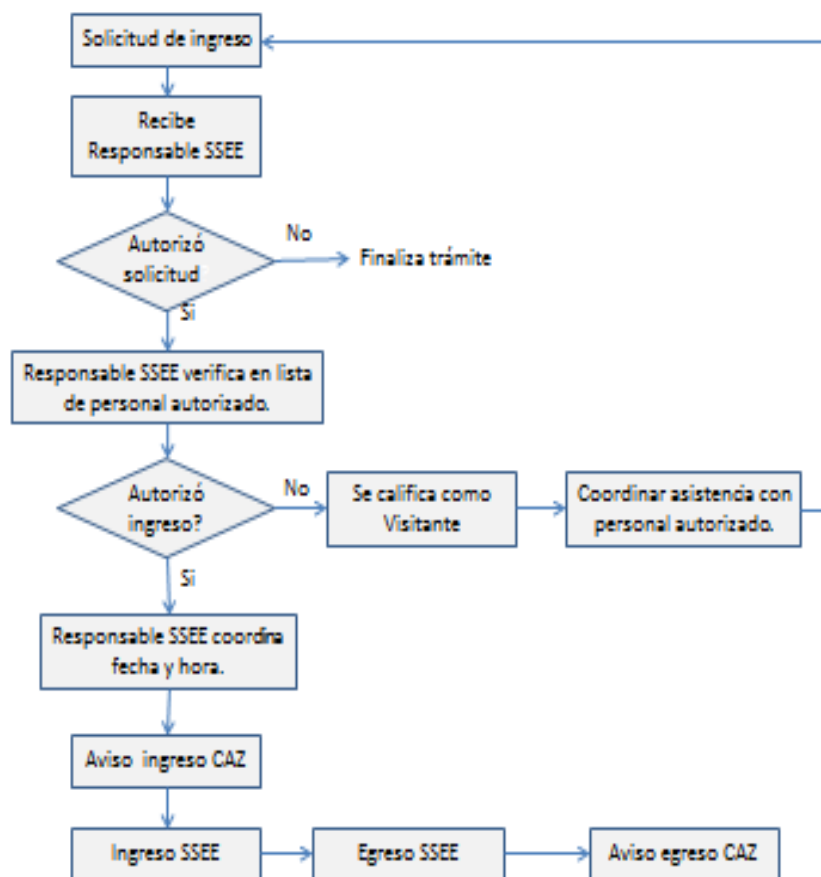 Solicitud de ingreso
Recibe
Responsable SSEE
Autorizó
solicitud
No
Finaliza trámite
Si
Responsable SSEE verifica en lista
de personal autorizado.
Autorizó
ingreso?
No
Se califica como
Visitante
Coordinar asistencia con
personal autorizado.
Si
Responsable SSEE coordina
fecha y hora.
Aviso ingreso CAZ
Ingreso SSEE
Egreso SSEE
Aviso egreso CAZ